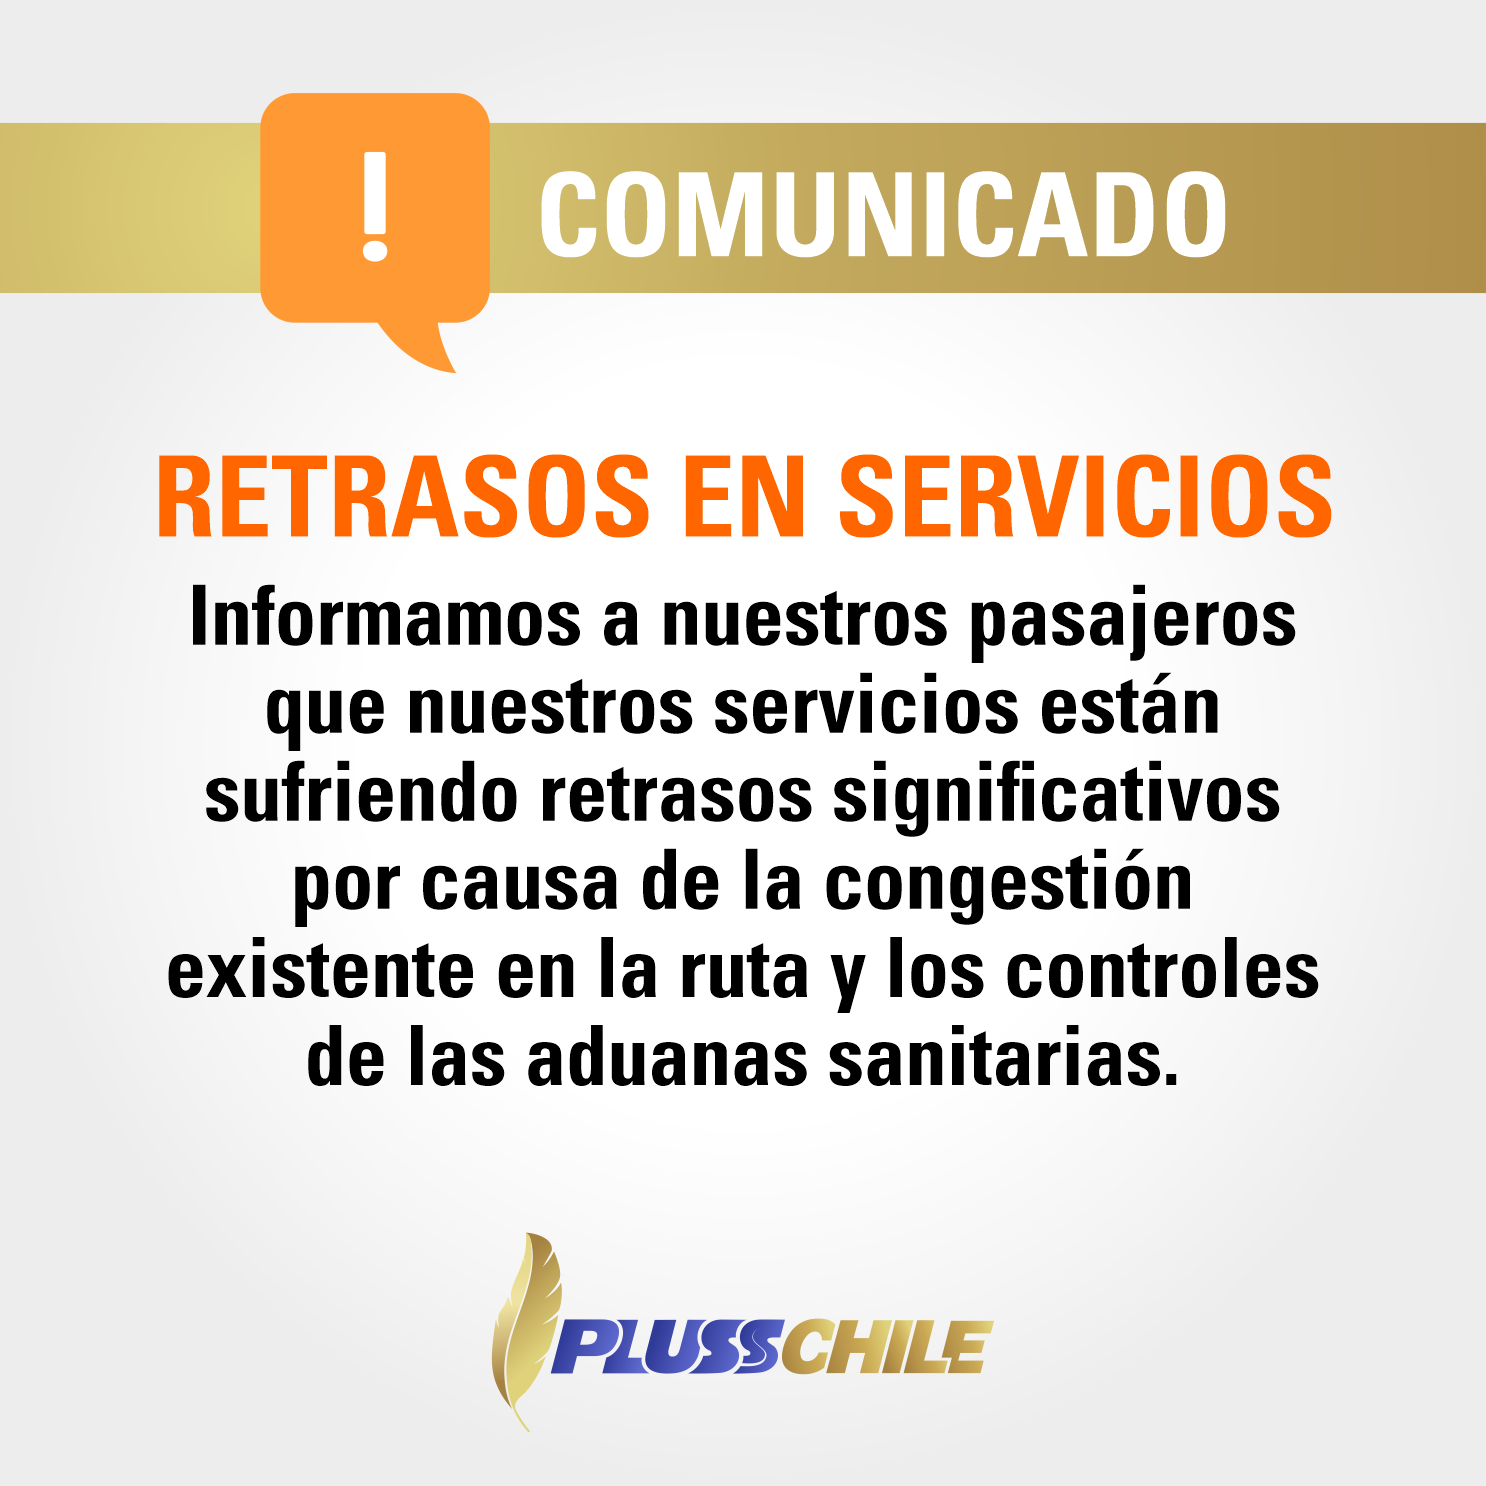 !
COMUNICADO
RETRASOS EN SERVICIOS
Informamos a nuestros pasajeros
que nuestros servicios están
sufriendo retrasos significativos
por causa de la congestión
existente en la ruta y los controles
de las aduanas sanitarias.
PLUSSCHILE